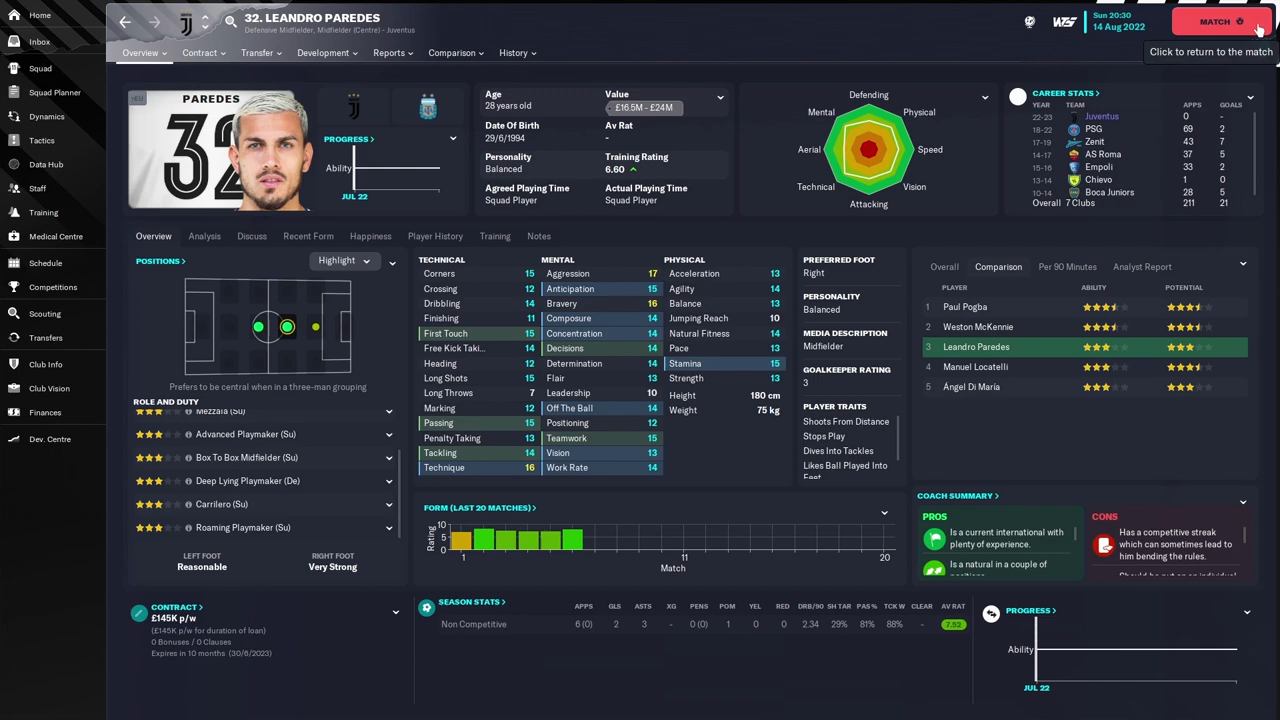 Home
Inbox
Squad
Squad Planner
Dynamics
Tactics
Data Hub
Staff
Training
Medical Centre
Schedule
Competitions
Scouting
Transfers
Club Info
Club Vision
Finances
Dev. Centre
32. LEANDRO PAREDES
Defensive Midfielder, Midfielder (Centre) - Juventus
Sun 20:30
14 Aug 2022
MATCH
Click to return to the match
Overview Contract Transfer Development Reports Comparison History
PAREDES
32
PROGRESS
Ability
JUL 22
Age
28 years old
Value
£16.5M - £24M
Date Of Birth
29/6/1994
Av Rat
-
Personality
Balanced
Training Rating
6.60
Agreed Playing Time
Squad Player
Actual Playing Time
Squad Player
Defending
Mental Physical
Aerial Speed
Technical Vision
Attacking
CAREER STATS
YEAR TEAM APPS GOALS
22-23 Juventus 0 -
18-22 PSG 69 2
17-19 Zenit 43 7
14-17 AS Roma 37 5
15-16 Empoli 33 2
13-14 Chievo 1 0
10-14 Boca Juniors 28 5
Overall 7 Clubs 211 21
Overview Analysis Discuss Recent Form Happiness Player History Training Notes
POSITIONS
Highlight
Prefers to be central when in a three-man grouping
ROLE AND DUTY
Mezzala (Su)
Advanced Playmaker (Su)
Box To Box Midfielder (Su)
Deep Lying Playmaker (De)
Carrilero (Su)
Roaming Playmaker (Su)
LEFT FOOT RIGHT FOOT
Reasonable Very Strong
TECHNICAL
Corners 15
Crossing 12
Dribbling 14
Finishing 11
First Touch 15
Free Kick Taki... 14
Heading 12
Long Shots 15
Long Throws 7
Marking 12
Passing 15
Penalty Taking 13
Tackling 14
Technique 16
MENTAL
Aggression 17
Anticipation 15
Bravery 16
Composure 14
Concentration 14
Decisions 14
Determination 14
Flair 13
Leadership 10
Off The Ball 14
Positioning 12
Teamwork 15
Vision 13
Work Rate 14
PHYSICAL
Acceleration 13
Agility 14
Balance 13
Jumping Reach 10
Natural Fitness 14
Pace 13
Stamina 15
Strength 13
Height 180 cm
Weight 75 kg
PREFERRED FOOT
Right
PERSONALITY
Balanced
MEDIA DESCRIPTION
Midfielder
GOALKEEPER RATING
3
PLAYER TRAITS
Shoots From Distance
Stops Play
Dives Into Tackles
Likes Ball Played Into
Feet
Overall Comparison Per 90 Minutes Analyst Report
PLAYER ABILITY POTENTIAL
1 Paul Pogba
2 Weston McKennie
3 Leandro Paredes
4 Manuel Locatelli
5 Ángel Di María
FORM (LAST 20 MATCHES)
Rating
10
5
0
1 11 20
Match
COACH SUMMARY
PROS
Is a current international with
plenty of experience.
Is a natural in a couple of
positions
CONS
Has a competitive streak
which can sometimes lead to
him bending the rules.
Should be put on an individual
CONTRACT
£145K p/w
(£145K p/w for duration of loan)
0 Bonuses / 0 Clauses
Expires in 10 months (30/6/2023)
SEASON STATS
APPS GLS ASTS XG PENS POM YEL RED DRB/90 SH TAR PAS % TCK W CLEAR AV RAT
Non Competitive 6 (0) 2 3 - 0 (0) 1 0 0 2.34 29% 81% 88% - 7.52
PROGRESS
Ability
JUL 22